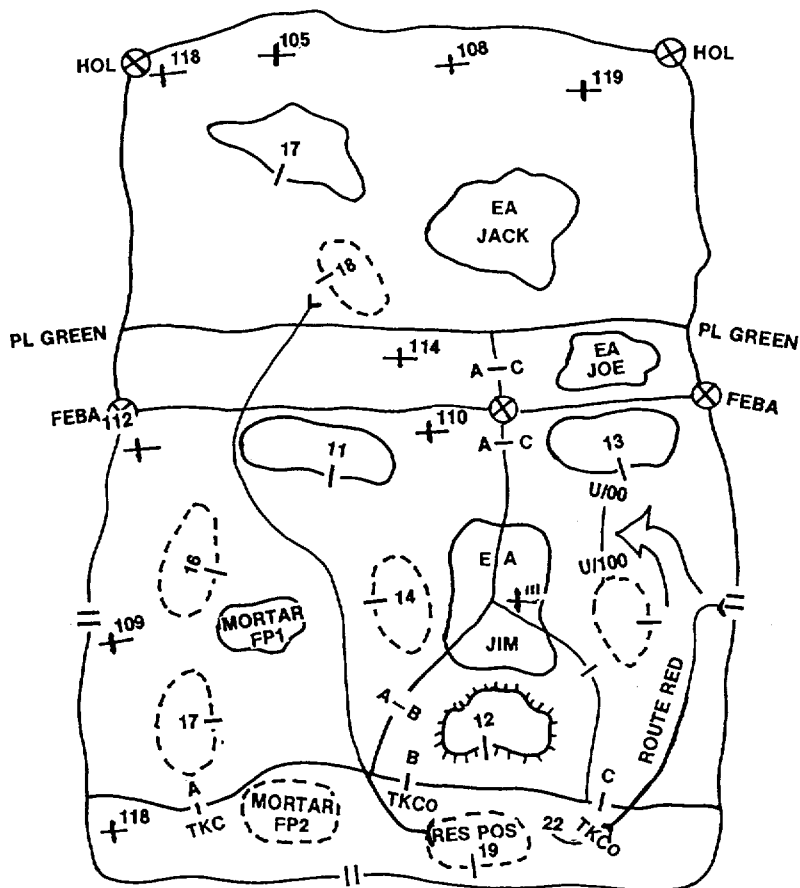 HOL
118
105
108
119
HOL
17
EA
JACK
18
PL GREEN
PL GREEN
114
A
C
EA
JOE
FEBA
112
110
A
C
FEBA
11
13
U/00
U/100
16
14
E A
JIM
MORTAR
FP1
109
17
A
B
12
ROUTE RED
A
TKC
MORTAR
FP2
B
TKCO
C
TKCO
118
RES POS
19
22